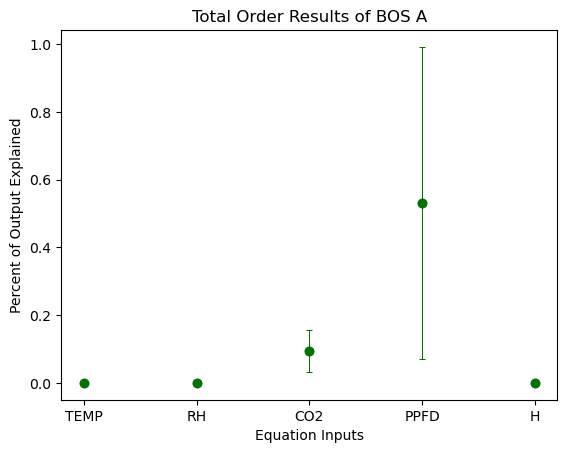 Total Order Results of BOS A
Percent of Output Explained
1.0
0.8
0.6
0.4
0.2
0.0
TEMP RH CO2 PPFD H
Equation Inputs